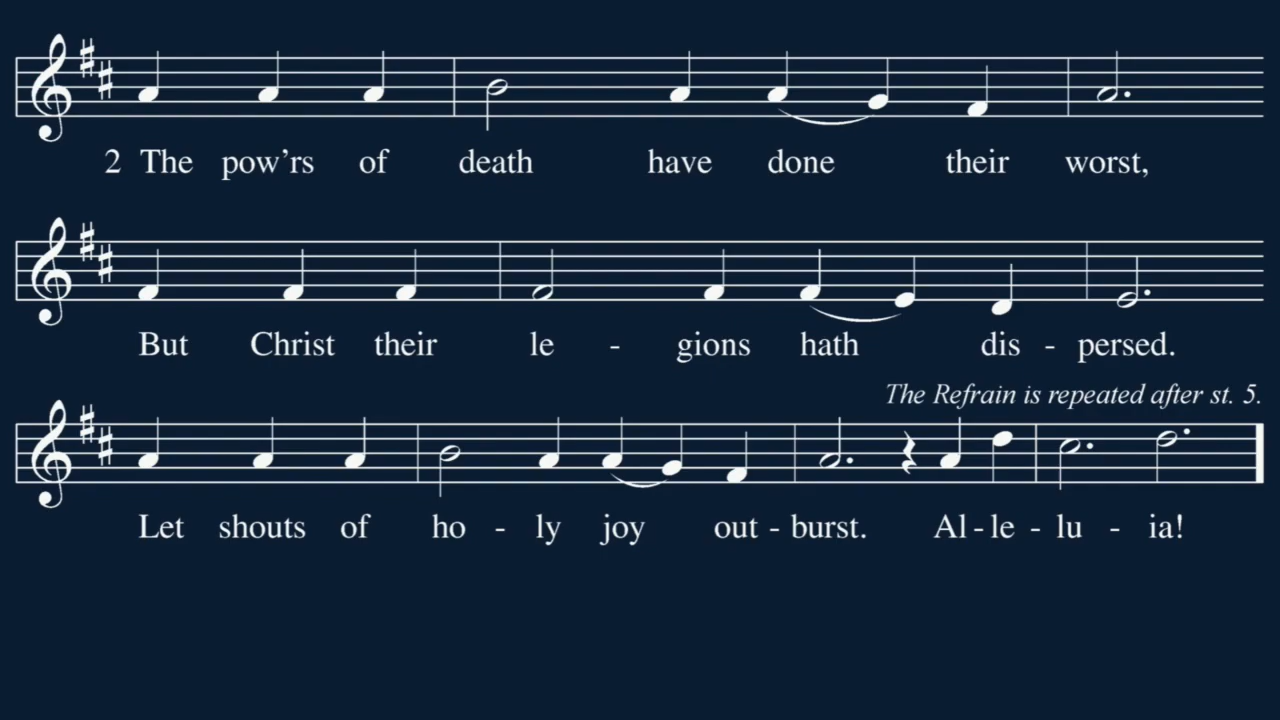 2 The pow’rs of death have done their worst,
But Christ their le - gions hath dis - persed.
The Refrain is repeated after st. 5.
Let shouts of ho - ly joy out - burst. Al - le - lu - ia!